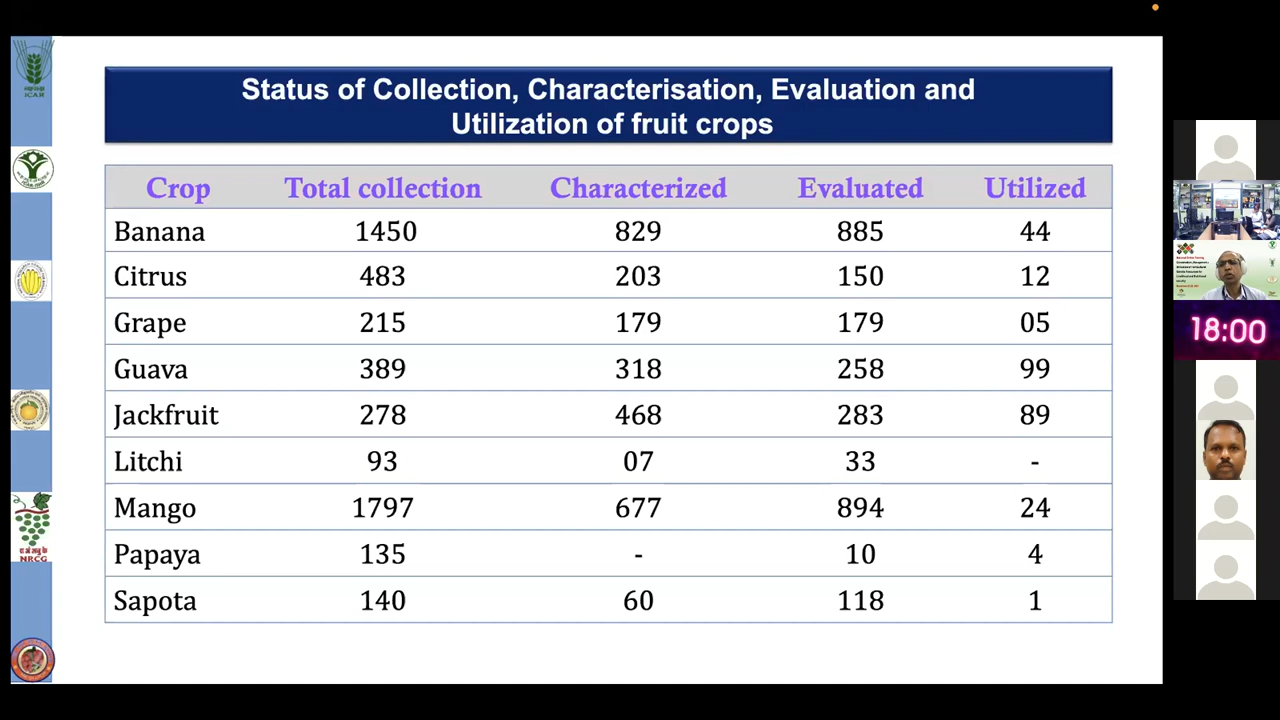 Status of Collection, Characterisation, Evaluation and
Utilization of fruit crops
Crop Total collection Characterized Evaluated Utilized
Banana 1450 829 885 44
Citrus 483 203 150 12
Grape 215 179 179 05
Guava 389 318 258 99
Jackfruit 278 468 283 89
Litchi 93 07 33 -
Mango 1797 677 894 24
Papaya 135 - 10 4
Sapota 140 60 118 1
ICAR
NRCG
18:00